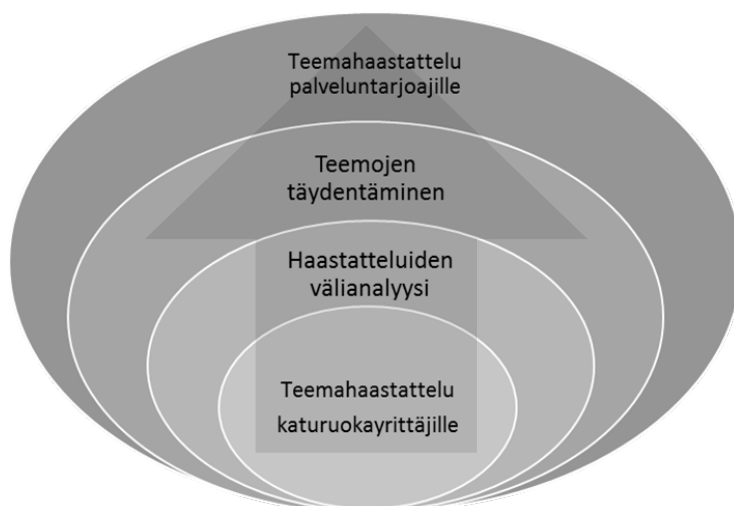 Teemahaastattelu
palveluntarjoajille
Teemojen
täydentäminen
Haastatteluiden
välianalyysi
Teemahaastattelu
katuruokayrittäjille